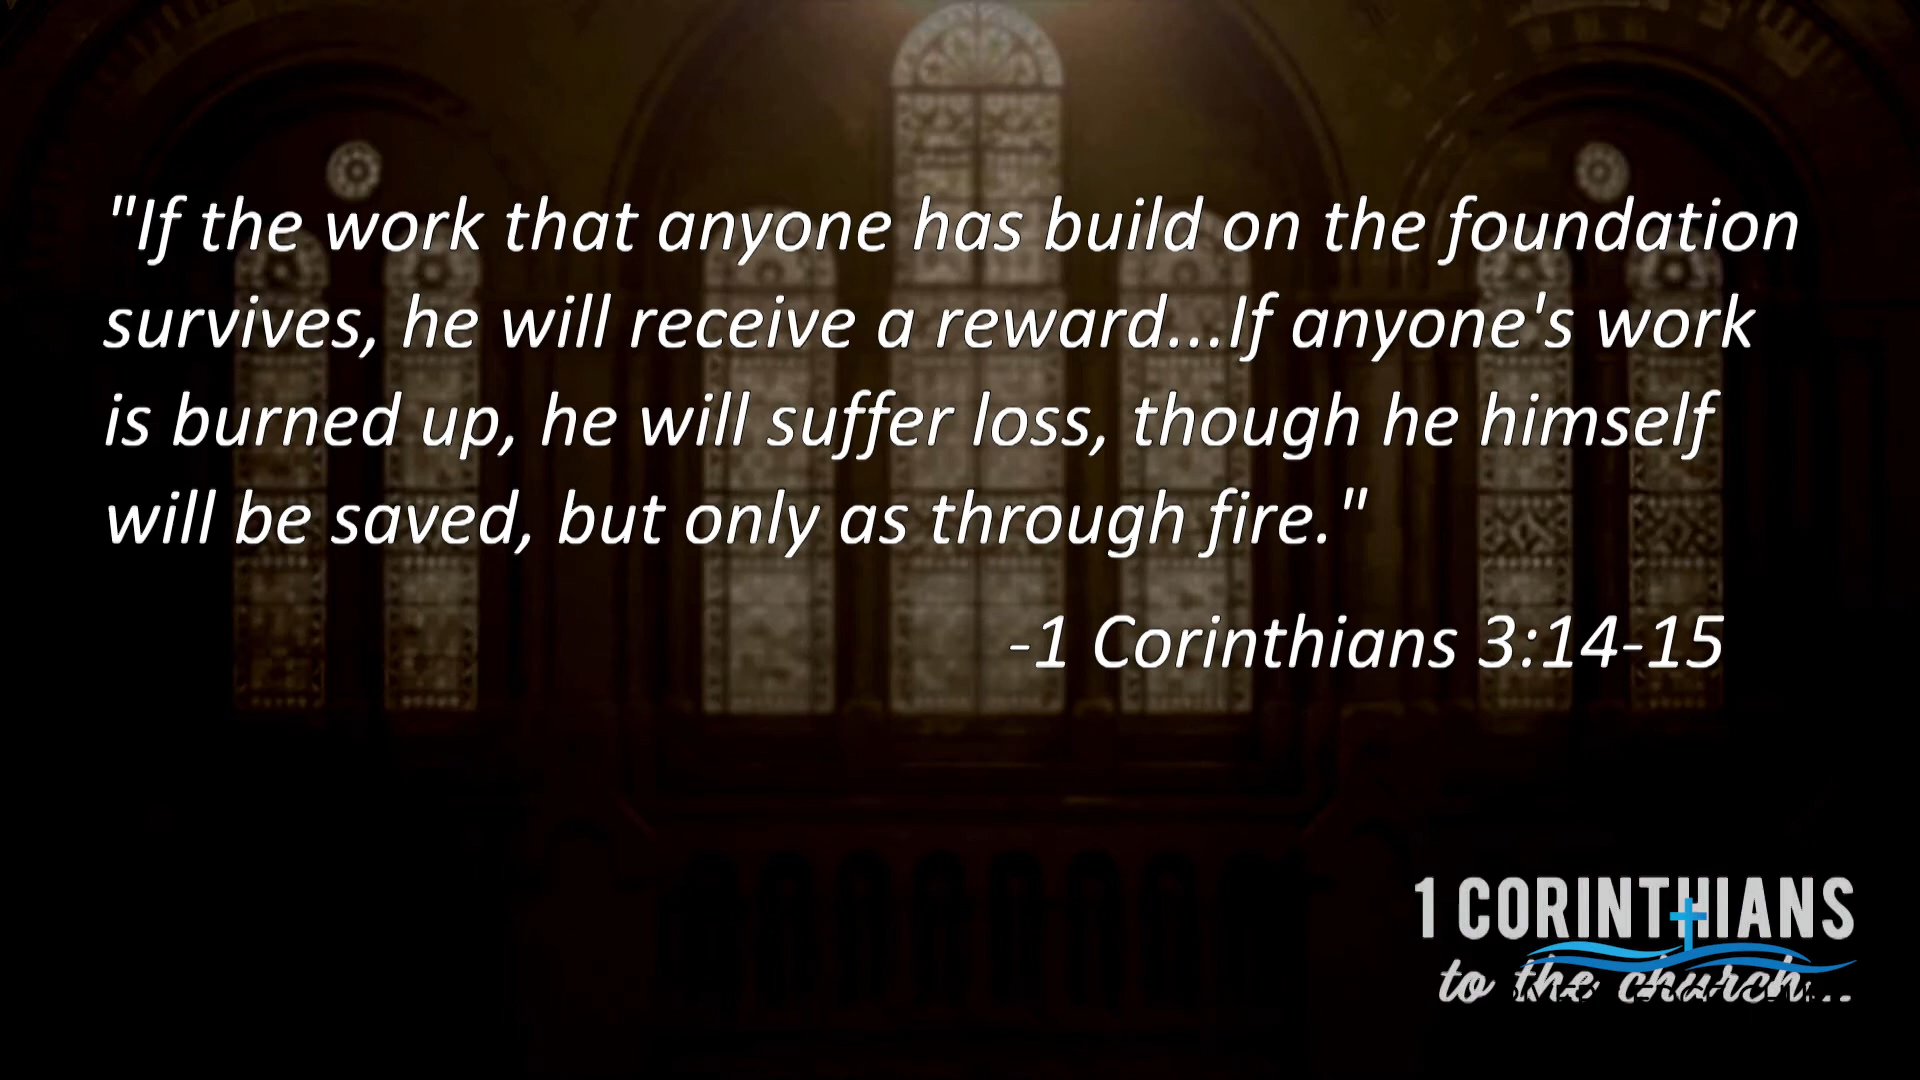 "If the work that anyone has build on the foundation
survives, he will receive a reward...If anyone's work
is burned up, he will suffer loss, though he himself
will be saved, but only as through fire."
-1 Corinthians 3:14-15
1 CORINTHIANS
to the church...